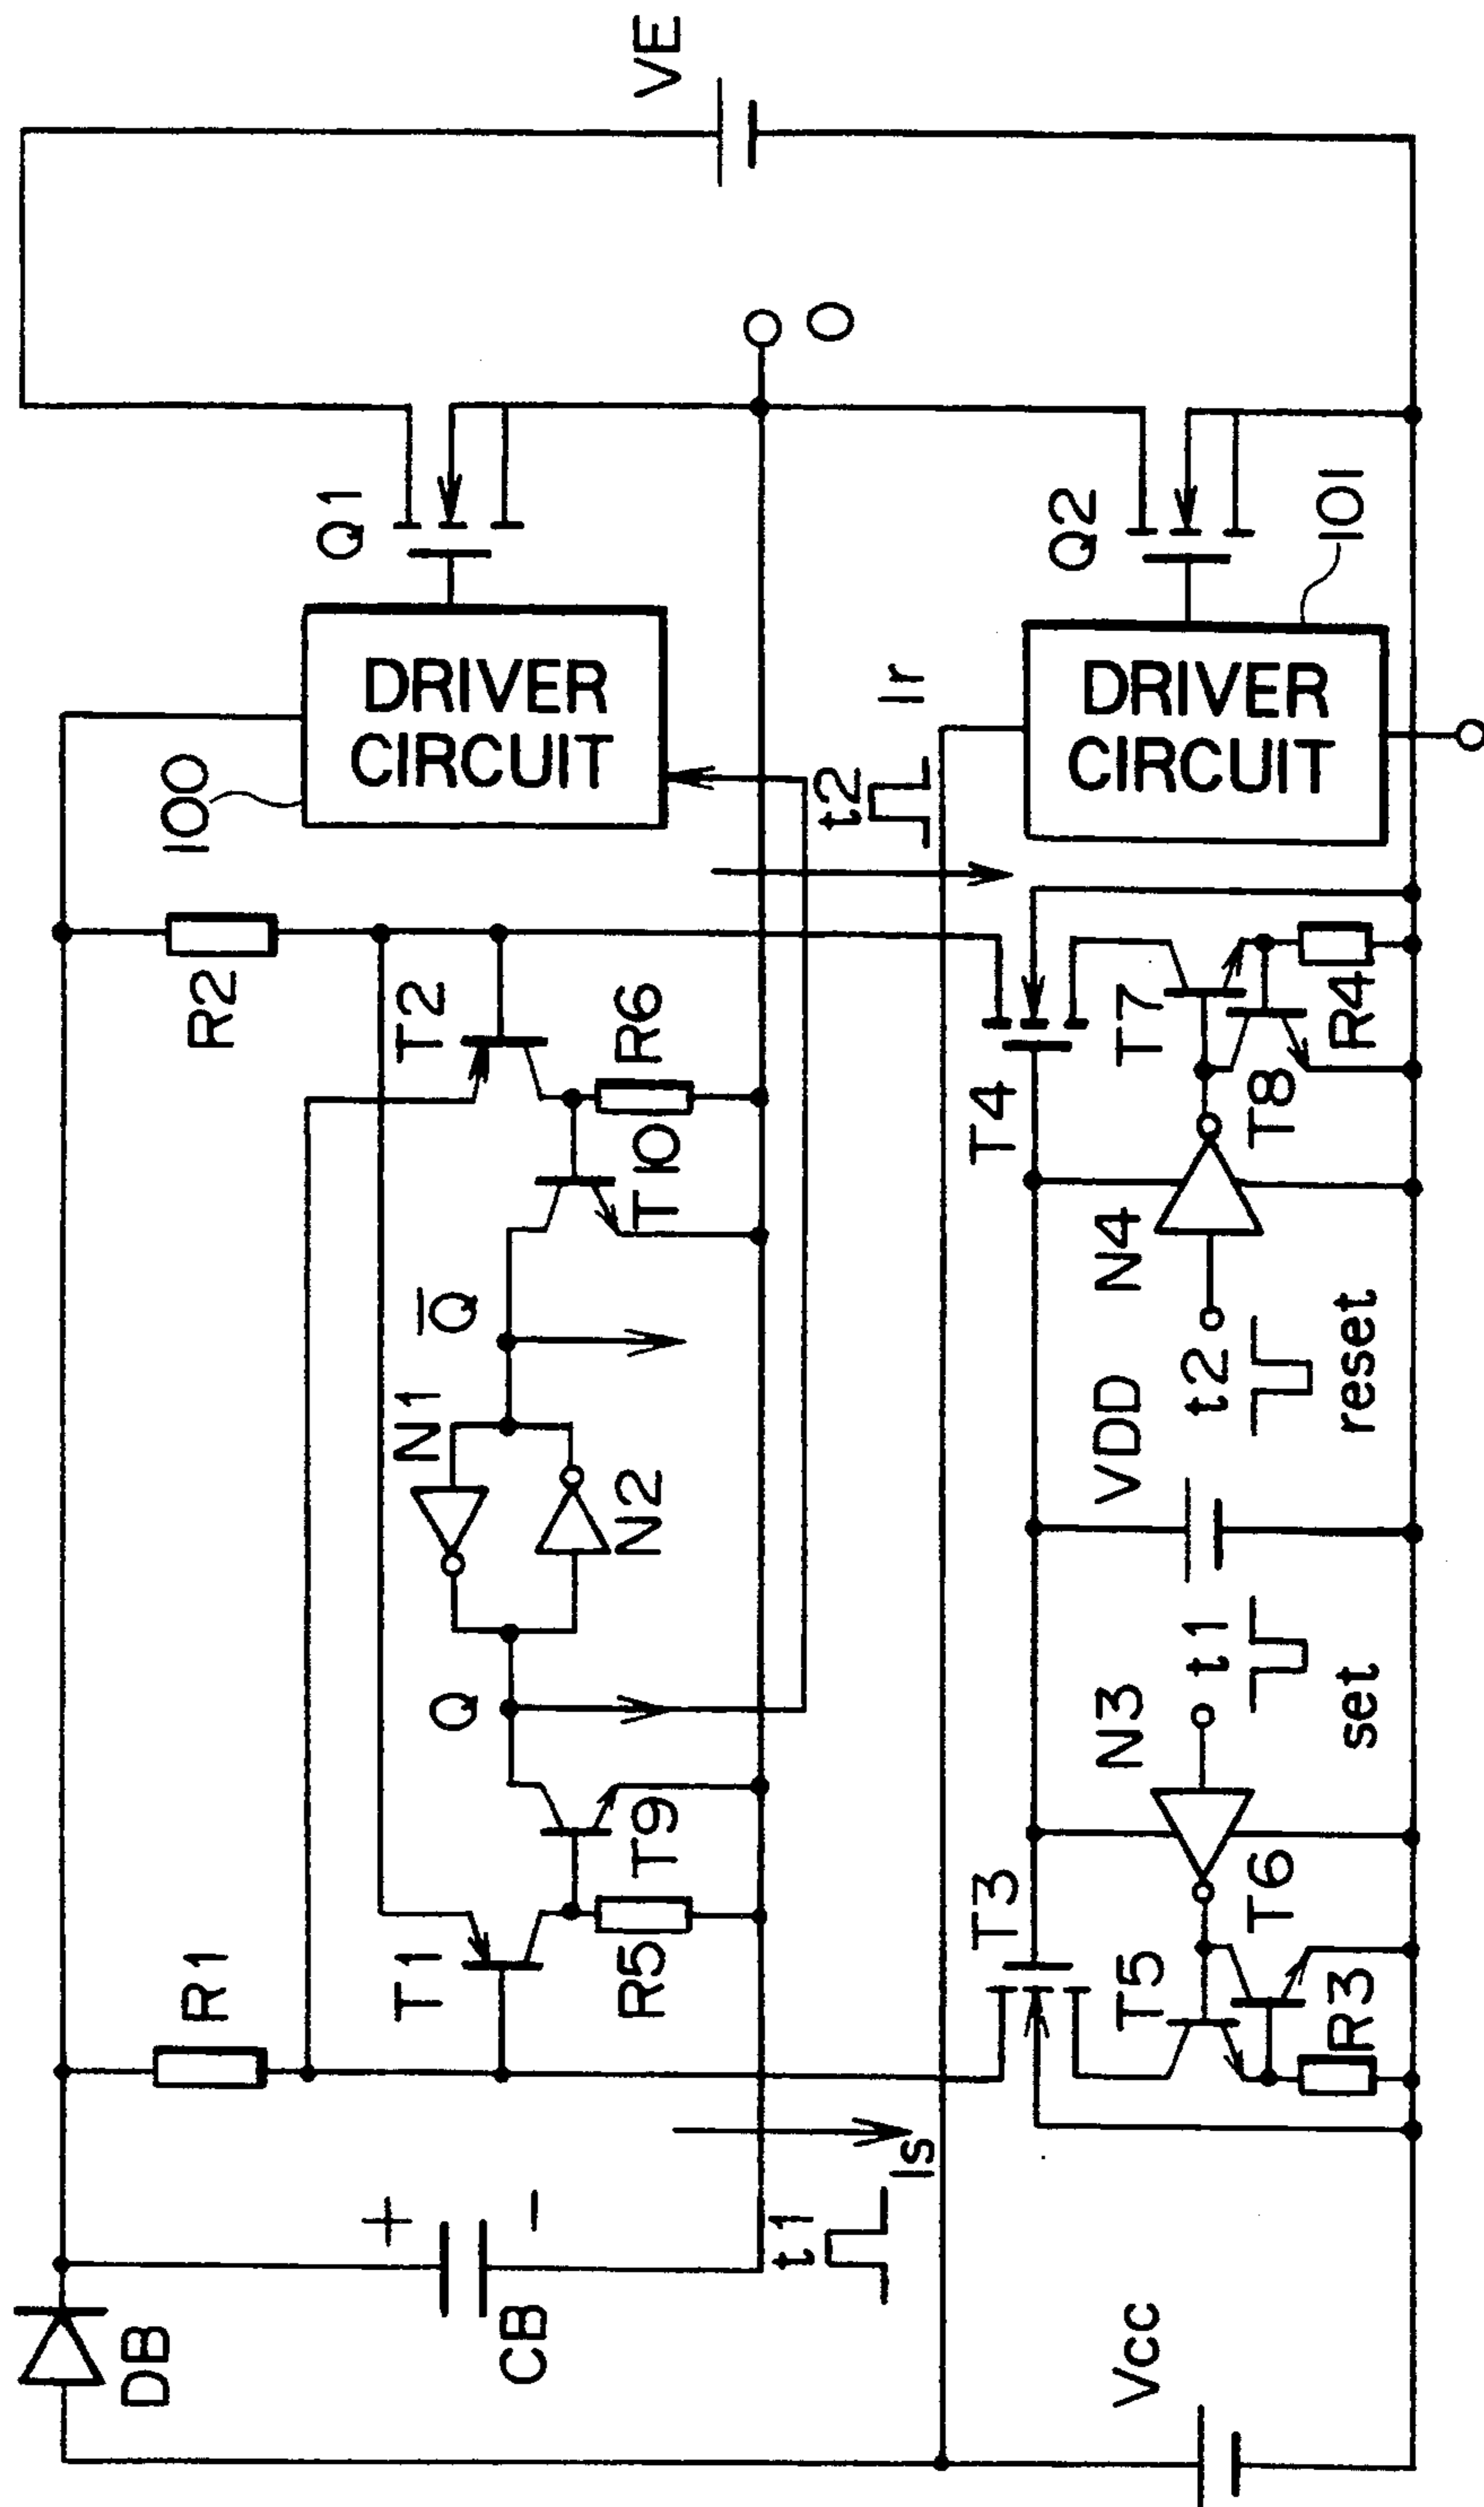 VE
DB
CB
+
-
R1
R2
100
DRIVER
CIRCUIT
Q1
O
T1
R5
T9
Q
N1
N2
Q̅
T10
T2
R6
t1
Is
t2
Ir
Vcc
T3
T5
T6
R3
N3
t1
set
VDD
t2
reset
N4
T4
T7
T8
R4
DRIVER
CIRCUIT
101
Q2